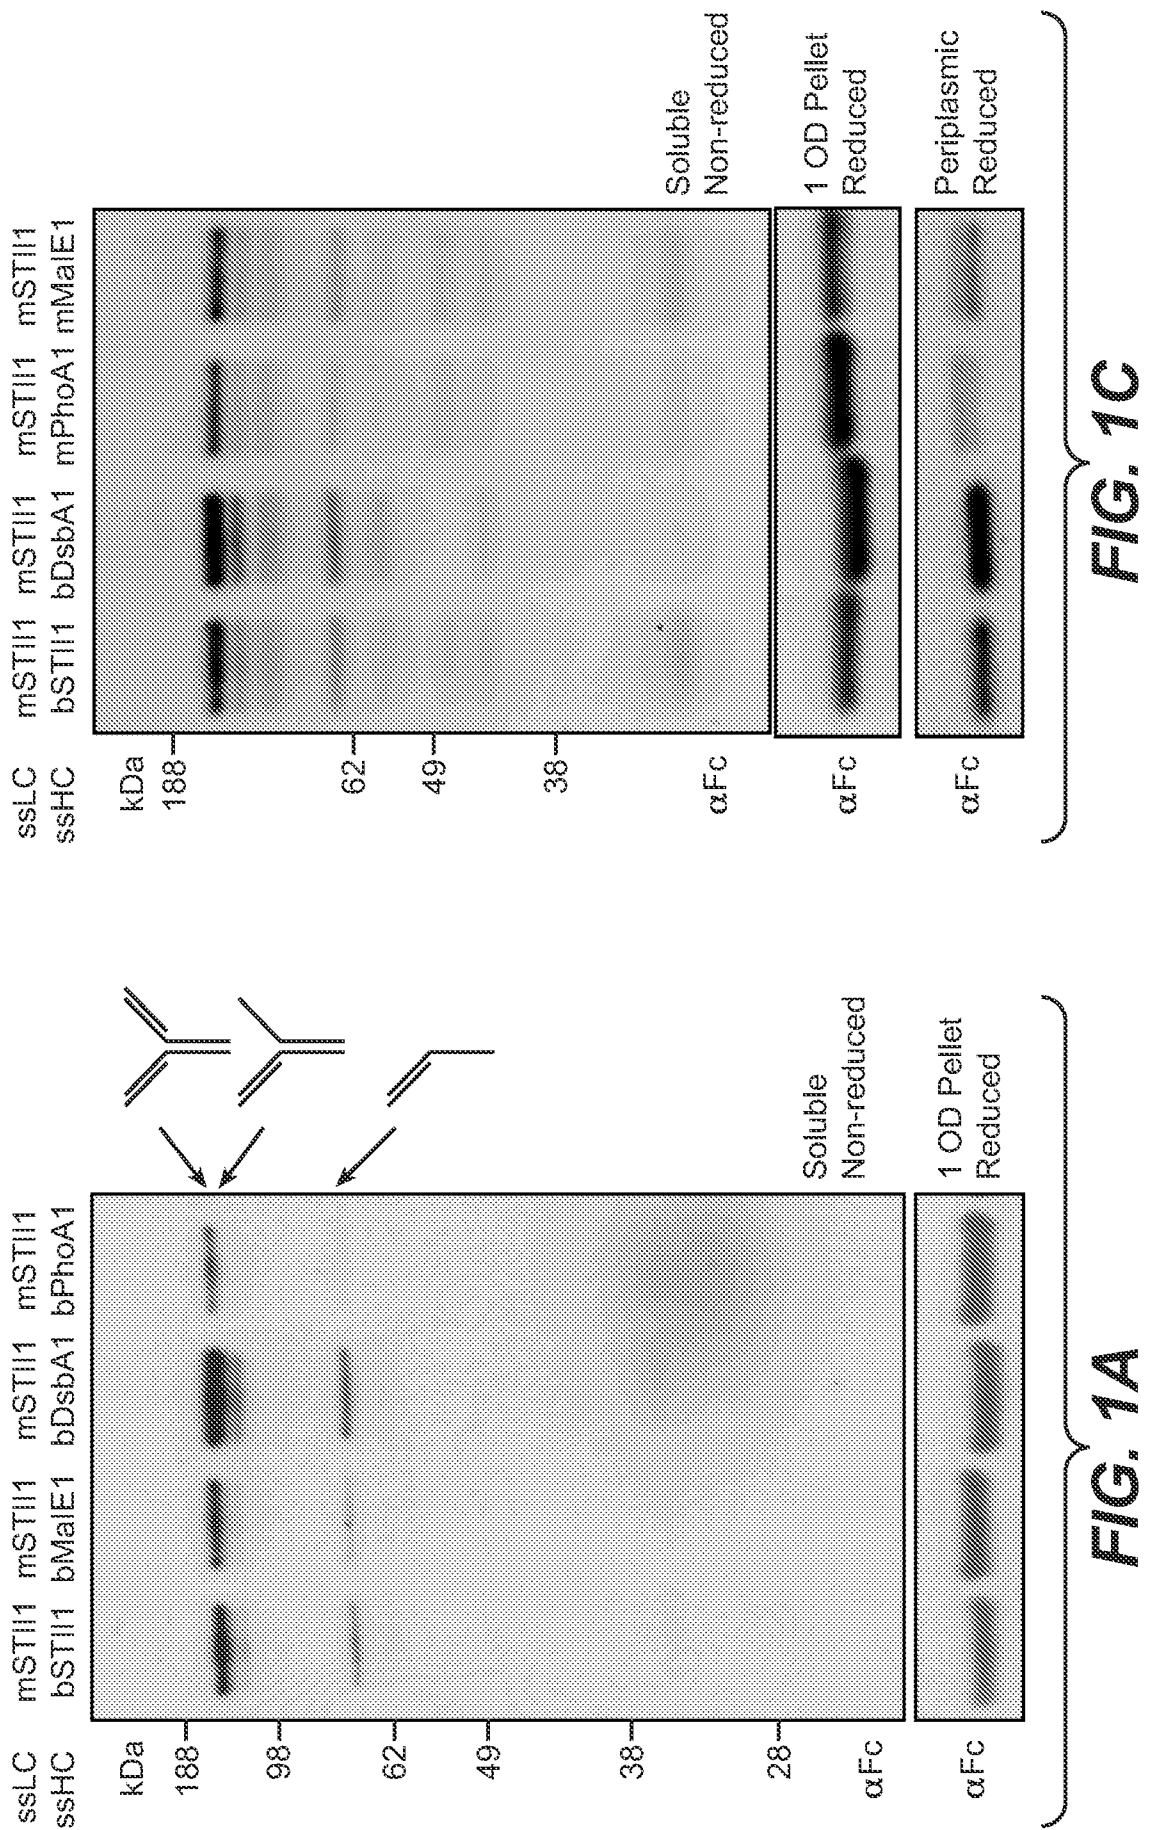 ssLC mSTII1 mSTII1 mSTII1 mSTII1
ssHC bSTII1 bMalE1 bDsbA1 bPhoA1
kDa
188
98
62
49
38
28
αFc
Soluble
Non-reduced
αFc
1 OD Pellet
Reduced
FIG. 1A
ssLC mSTII1 mSTII1 mSTII1 mSTII1
ssHC bSTII1 bDsbA1 mPhoA1 mMalE1
kDa
188
62
49
38
αFc
Soluble
Non-reduced
αFc
1 OD Pellet
Reduced
αFc
Periplasmic
Reduced
FIG. 1C